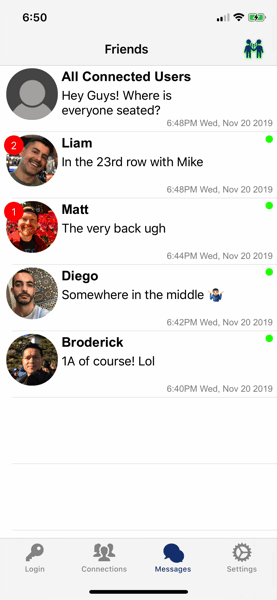 6:50
Friends
All Connected Users
Hey Guys! Where is
everyone seated?
6:48PM Wed, Nov 20 2019
2
Liam
In the 23rd row with Mike
6:48PM Wed, Nov 20 2019
1
Matt
The very back ugh
6:44PM Wed, Nov 20 2019
Diego
Somewhere in the middle 🤷🏻‍♂️
6:42PM Wed, Nov 20 2019
Broderick
1A of course! Lol
6:40PM Wed, Nov 20 2019
Login Connections Messages Settings